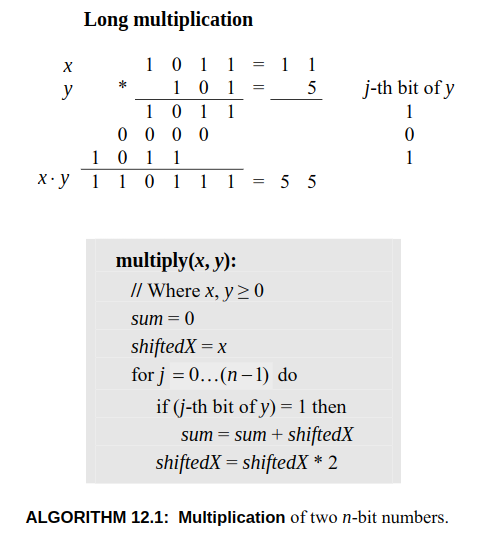 Long multiplication
x 1 0 1 1 = 1 1
y * 1 0 1 = 5 j-th bit of y
1 0 1 1 1
0 0 0 0 0
1 0 1 1 1
x · y 1 1 0 1 1 1 = 5 5
multiply(x, y):
// Where x, y ≥ 0
sum = 0
shiftedX = x
for j = 0…(n − 1) do
if (j-th bit of y) = 1 then
sum = sum + shiftedX
shiftedX = shiftedX * 2
ALGORITHM 12.1: Multiplication of two n-bit numbers.